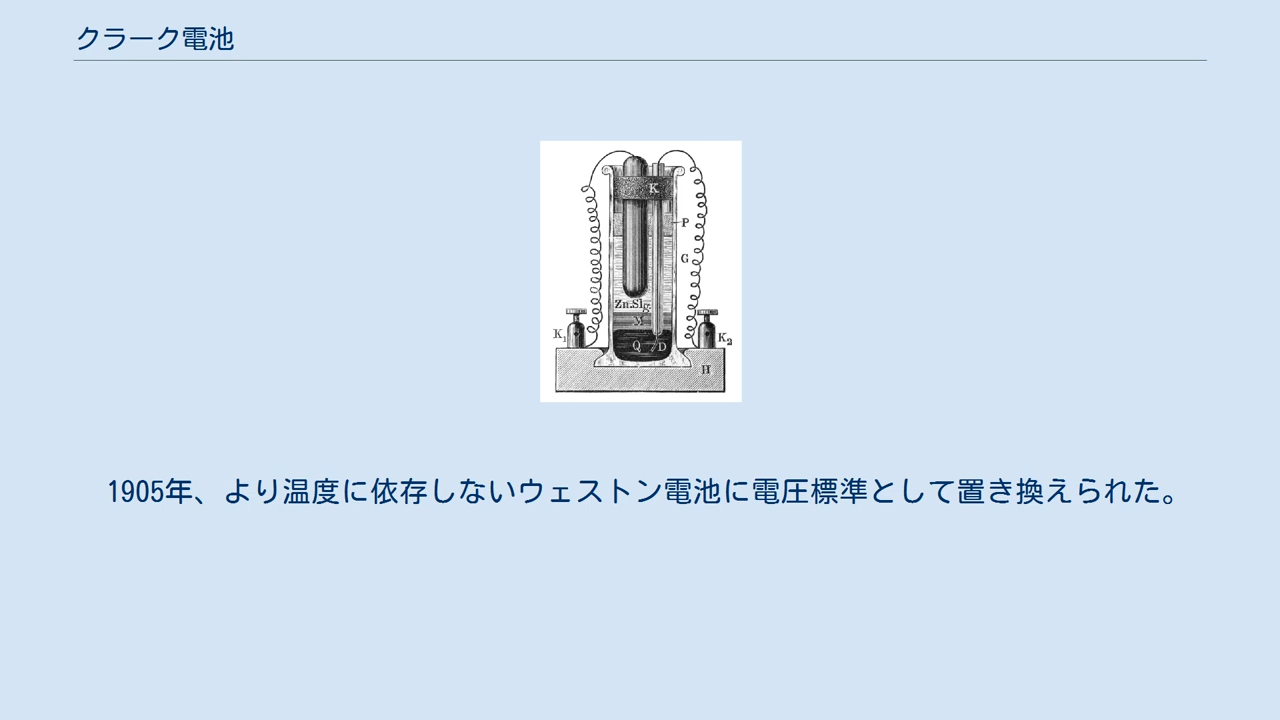 クラーク電池
K
P
G
Zn.Slg.
M
K₁
Q
D
K₂
H
1905年、より温度に依存しないウェストン電池に電圧標準として置き換えられた。